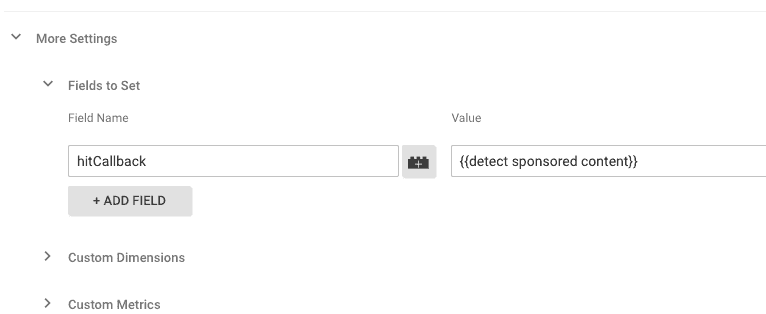 More Settings
Fields to Set
Field Name Value
hitCallback {{detect sponsored content}}
+ ADD FIELD
Custom Dimensions
Custom Metrics